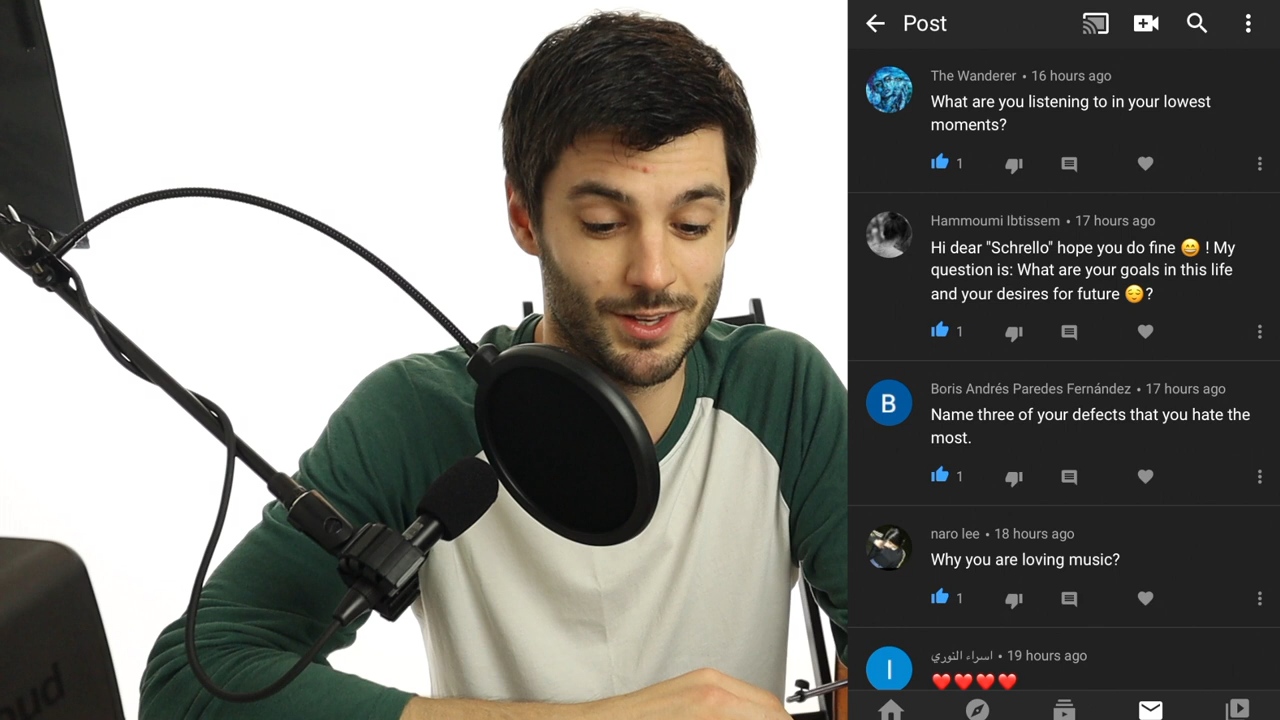 Post
The Wanderer • 16 hours ago
What are you listening to in your lowest
moments?
1
Hammoumi Ibtissem • 17 hours ago
Hi dear "Schrello" hope you do fine 😄 ! My
question is: What are your goals in this life
and your desires for future 😌?
1
B
Boris Andrés Paredes Fernández • 17 hours ago
Name three of your defects that you hate the
most.
1
naro lee • 18 hours ago
Why you are loving music?
1
I
اسراء النوري • 19 hours ago
❤️❤️❤️❤️
oud